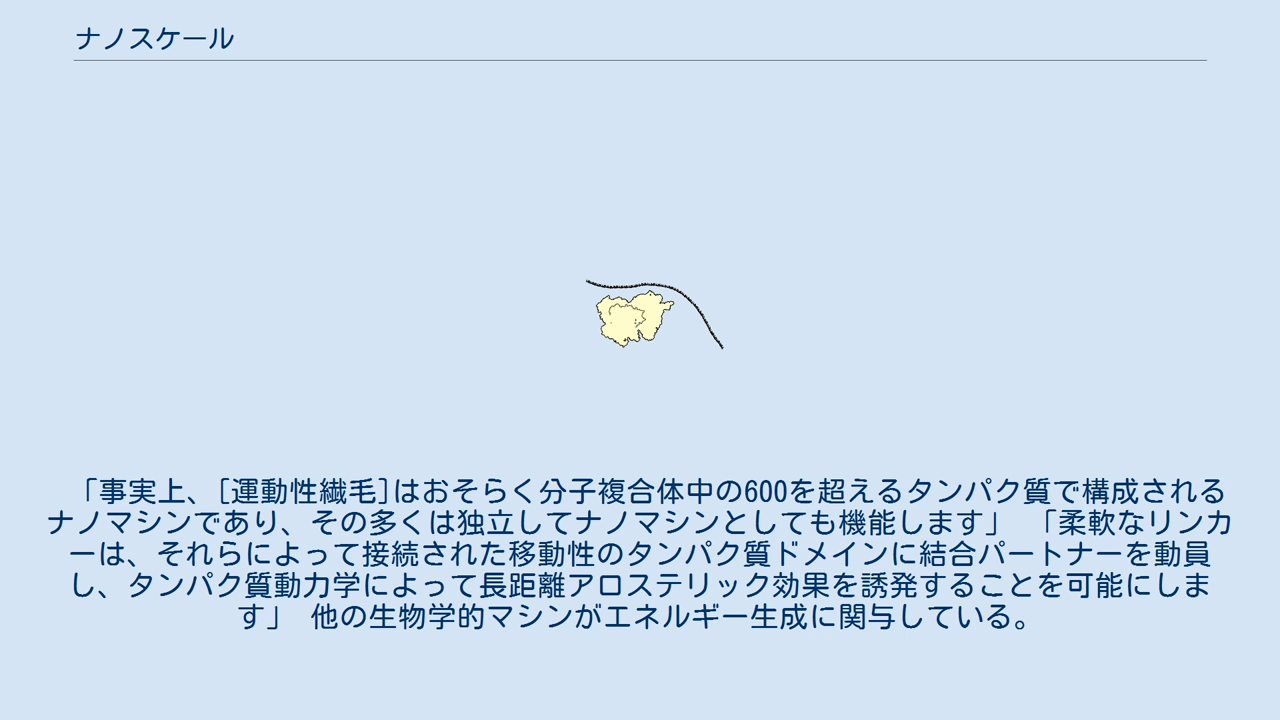 ナノスケール
「事実上、[運動性繊毛]はおそらく分子複合体中の600を超えるタンパク質で構成される
ナノマシンであり、その多くは独立してナノマシンとしても機能します」 「柔軟なリンカ
ーは、それらによって接続された移動性のタンパク質ドメインに結合パートナーを動員
し、タンパク質動力学によって長距離アロステリック効果を誘発することを可能にしま
す」 他の生物学的マシンがエネルギー生成に関与している。